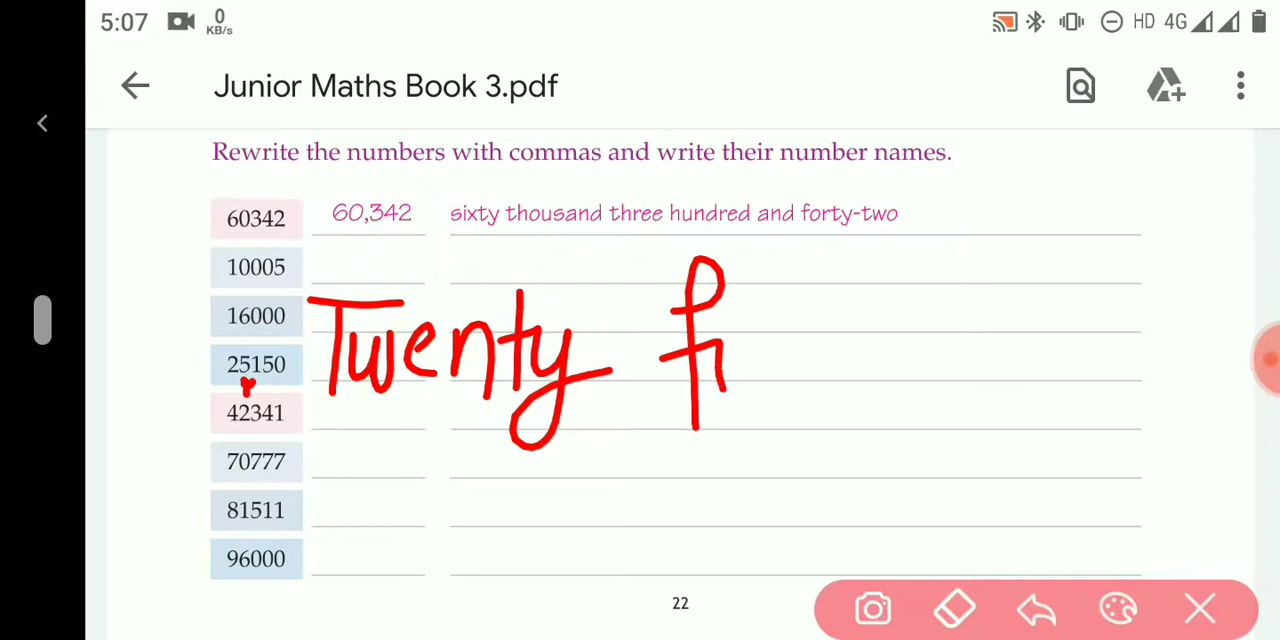 5:07 0 KB/s HD 4G
Junior Maths Book 3.pdf
Rewrite the numbers with commas and write their number names.
60342 60,342 sixty thousand three hundred and forty-two
10005
16000
25150
Twenty fi
42341
70777
81511
96000
22